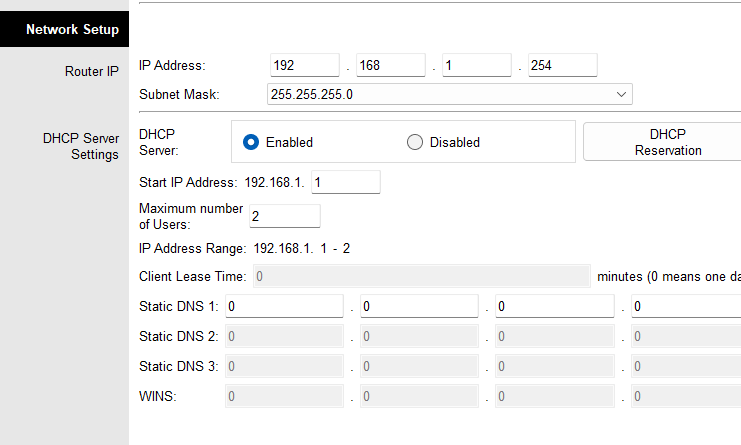 Network Setup
Router IP
IP Address: 192 . 168 . 1 . 254
Subnet Mask: 255.255.255.0
DHCP Server
Settings
DHCP
Server:
Enabled Disabled
DHCP
Reservation
Start IP Address: 192.168.1. 1
Maximum number
of Users:
2
IP Address Range: 192.168.1. 1 - 2
Client Lease Time: 0 minutes (0 means one da
Static DNS 1: 0 . 0 . 0 . 0
Static DNS 2: 0 . 0 . 0 . 0
Static DNS 3: 0 . 0 . 0 . 0
WINS: 0 . 0 . 0 . 0